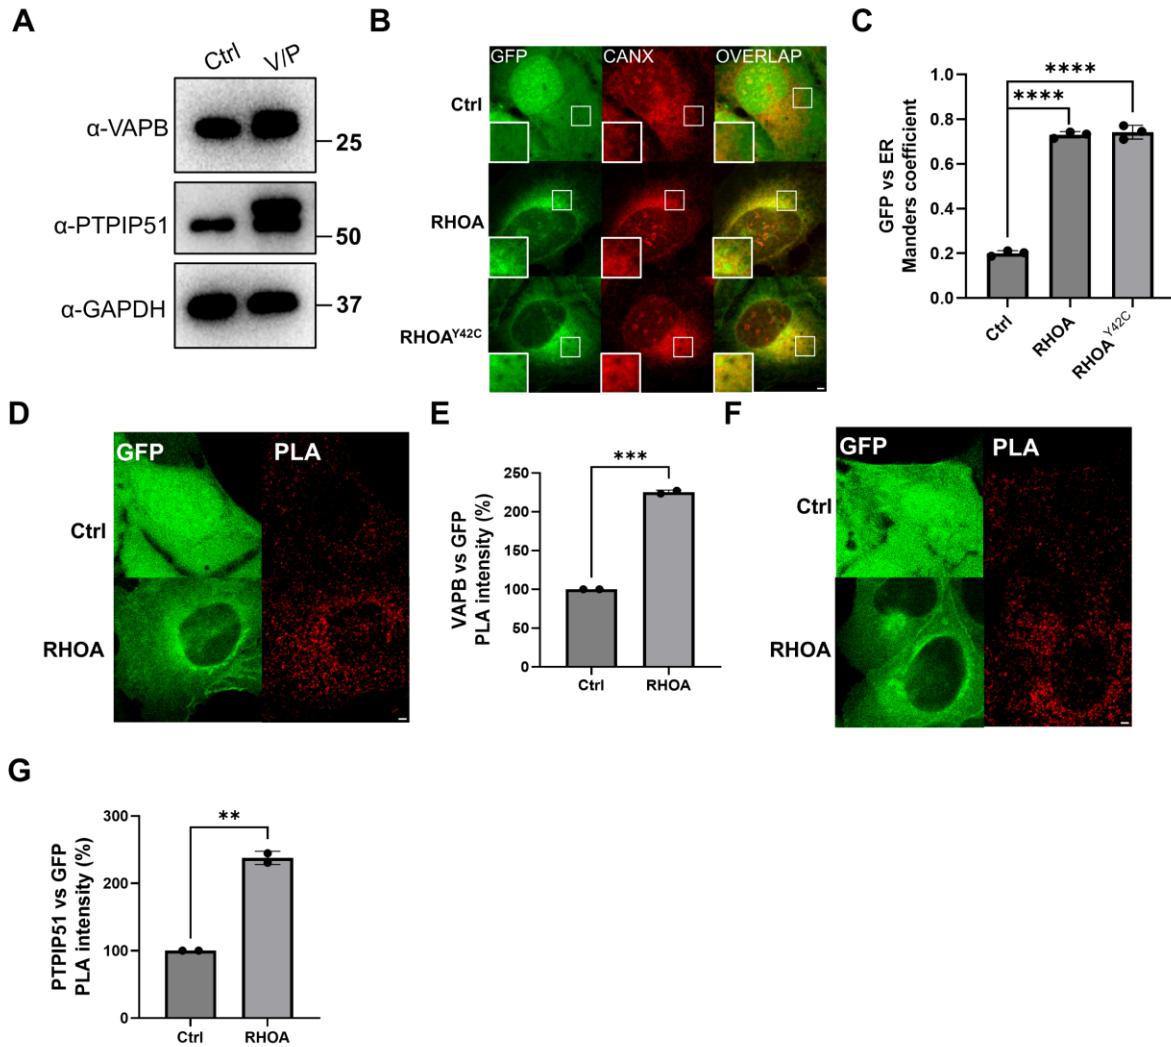 A
Ctrl V/P
α-VAPB
25
α-PTPIP51
50
α-GAPDH
37
B
GFP CANX OVERLAP
Ctrl
RHOA
RHOAY42C
C
****
****
1.0
0.8
0.6
0.4
0.2
0.0
GFP vs ER
Manders coefficient
Ctrl
RHOA
RHOAY42C
D
GFP PLA
Ctrl
RHOA
E
***
250
200
150
100
50
0
VAPB vs GFP
PLA intensity (%)
Ctrl RHOA
F
GFP PLA
Ctrl
RHOA
G
**
300
200
100
0
PTPIP51 vs GFP
PLA intensity (%)
Ctrl RHOA